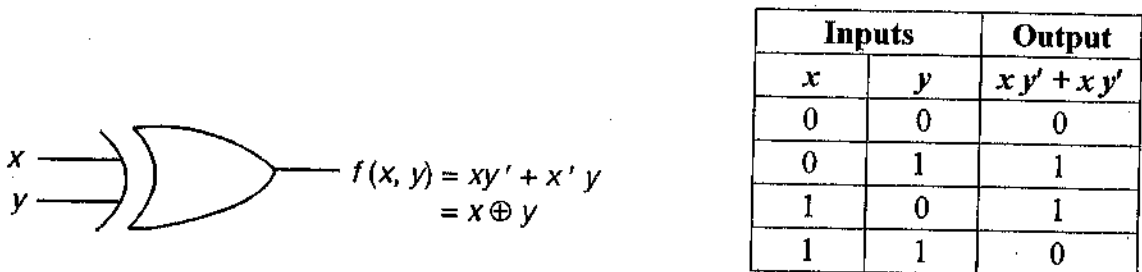 x
y
f (x, y) = xy′ + x′ y
= x ⊕ y
Inputs Output
x y x y′ + x y′
0 0 0
0 1 1
1 0 1
1 1 0